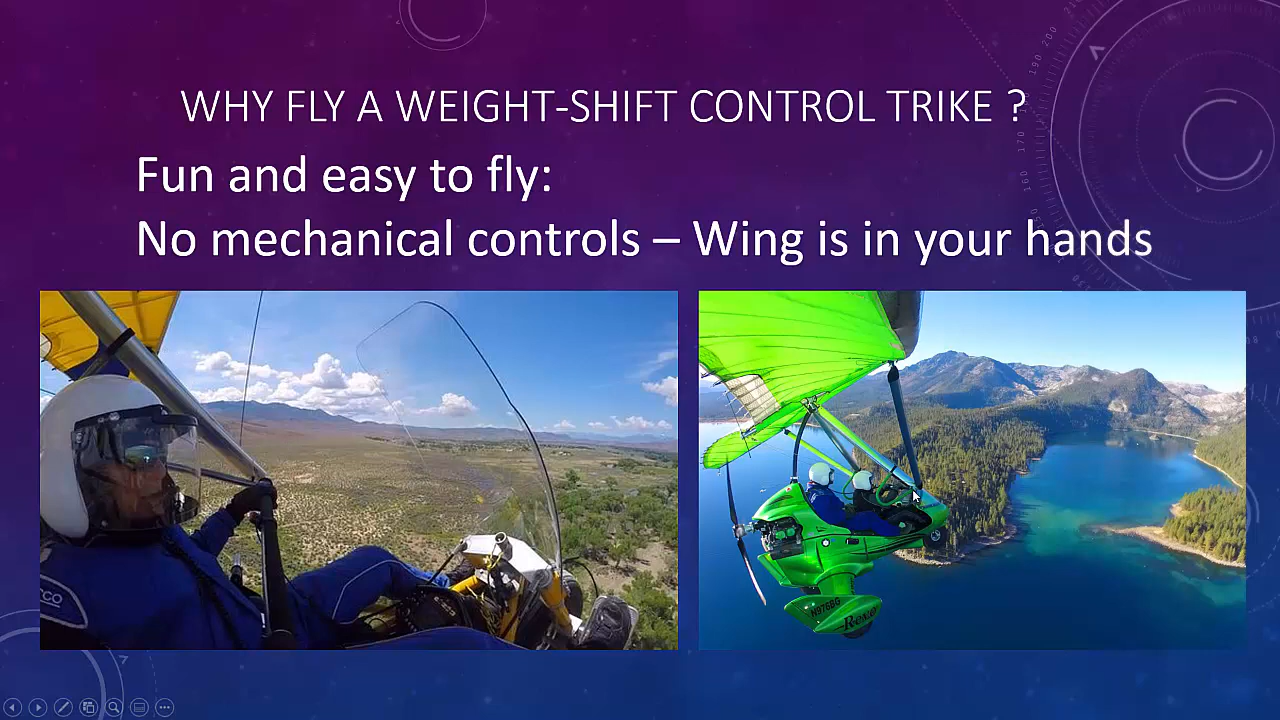 WHY FLY A WEIGHT-SHIFT CONTROL TRIKE ?
Fun and easy to fly:
No mechanical controls – Wing is in your hands
N976BG